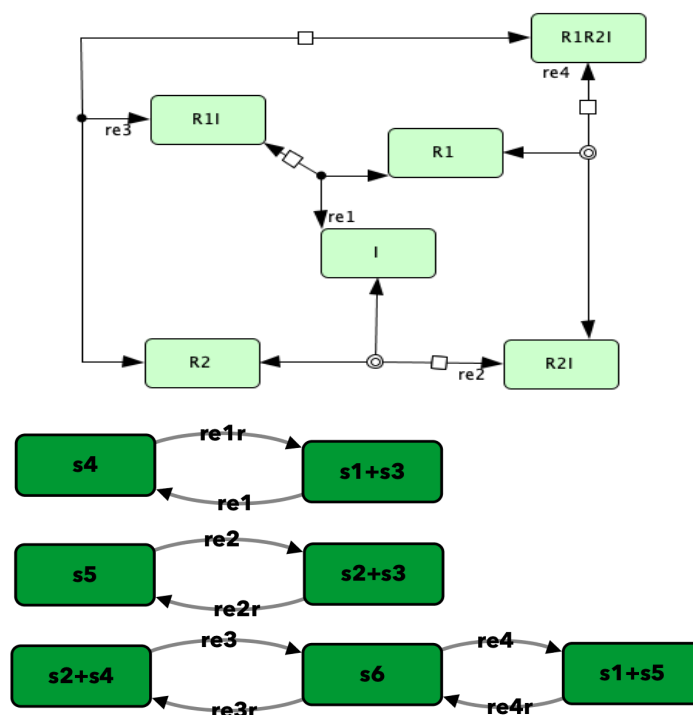 R1R2I
re4
R1I
re3
R1
re1
I
R2
re2
R2I
re1r
s4
s1+s3
re1
re2
s5
s2+s3
re2r
re3
re4
s2+s4
s6
s1+s5
re3r
re4r